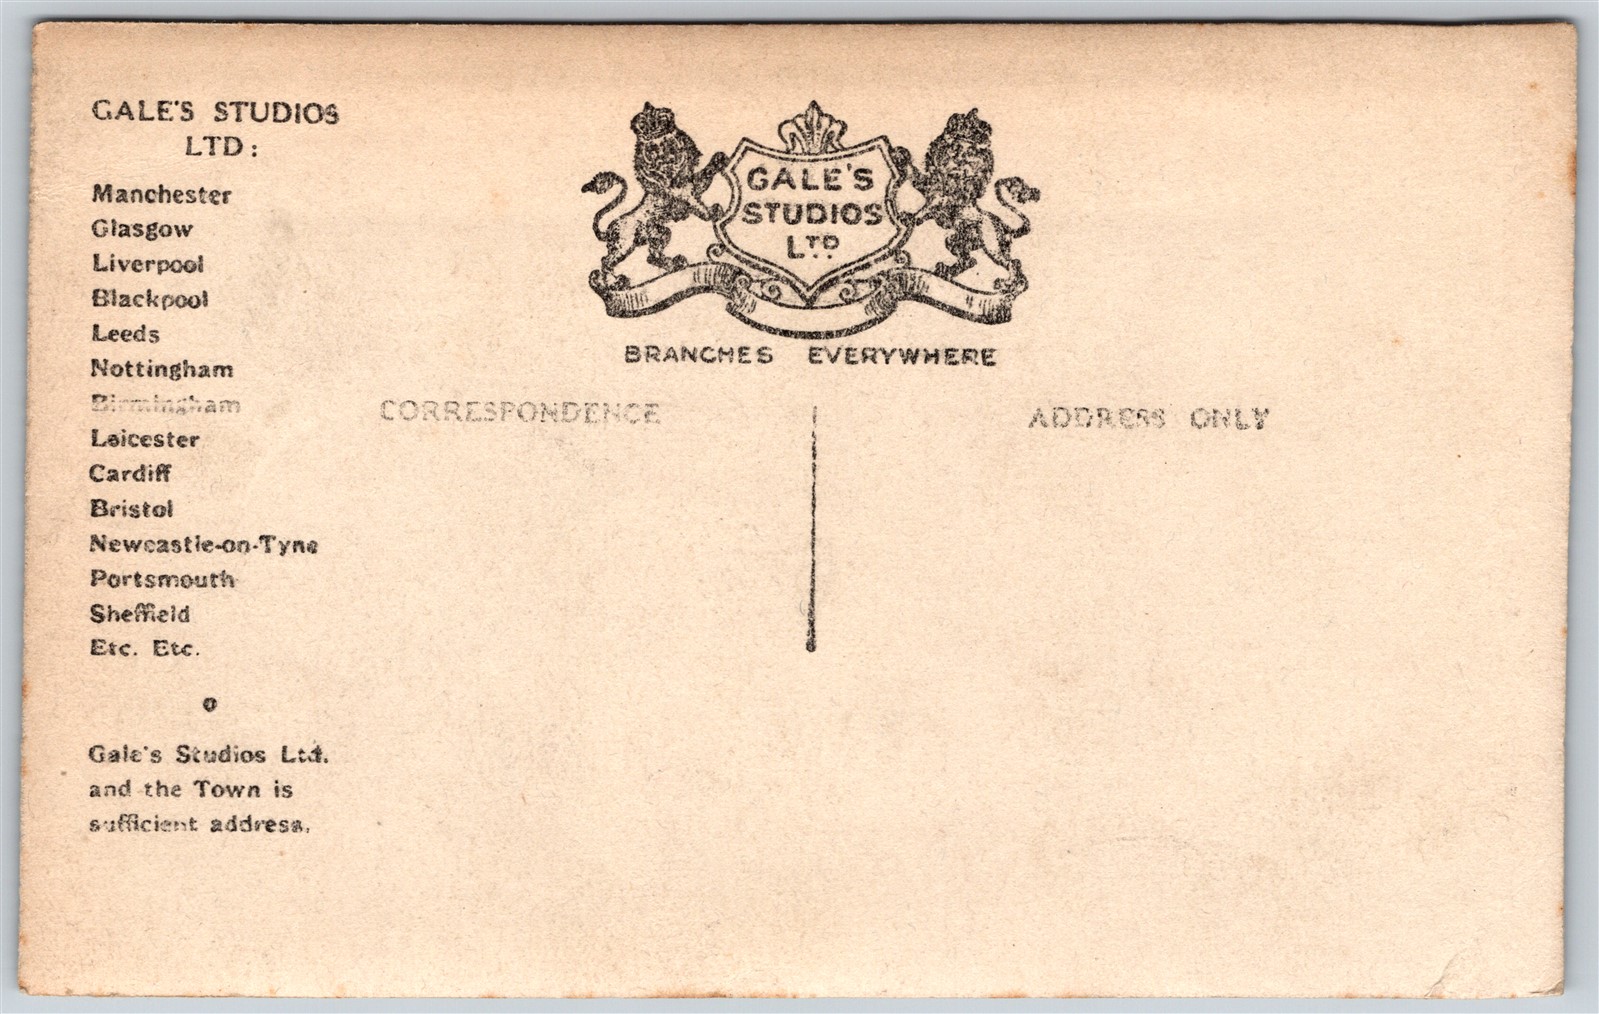 GALE'S STUDIOS
LTD:
Manchester
Glasgow
Liverpool
Blackpool
Leeds
Nottingham
Birmingham
Leicester
Cardiff
Bristol
Newcastle-on-Tyne
Portsmouth
Sheffield
Etc. Etc.
Gale's Studios Ltd.
and the Town is
sufficient address.
GALE'S
STUDIOS
LTD
BRANCHES EVERYWHERE
CORRESPONDENCE
ADDRESS ONLY